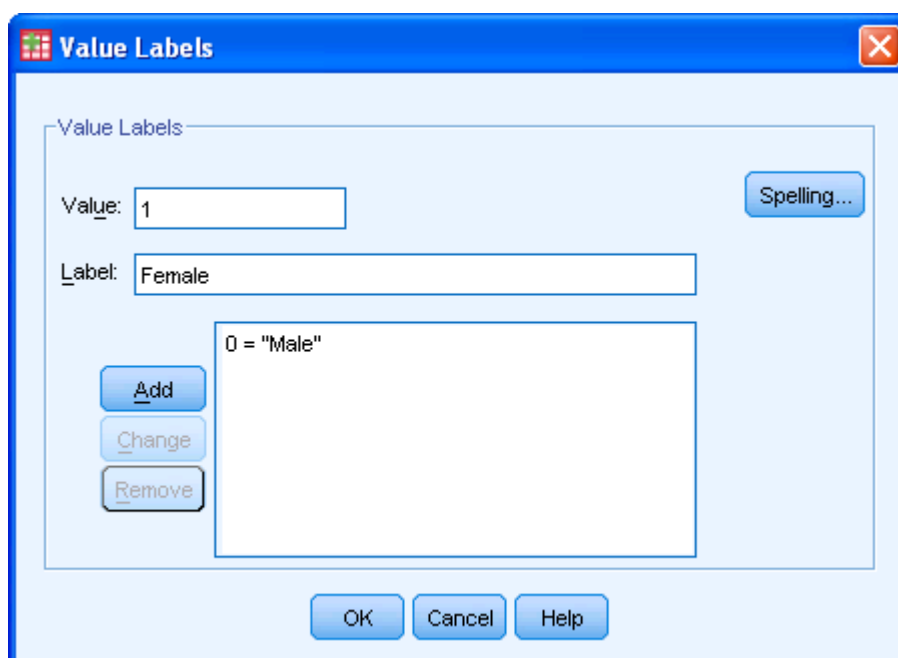 Value Labels
Value Labels
Value: 1
Spelling...
Label: Female
0 = "Male"
Add
Change
Remove
OK Cancel Help